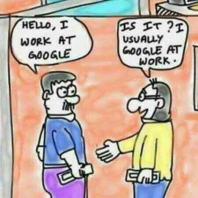 HELLO, I
WORK AT
GOOGLE
IS IT? I
USUALLY
GOOGLE AT
WORK.